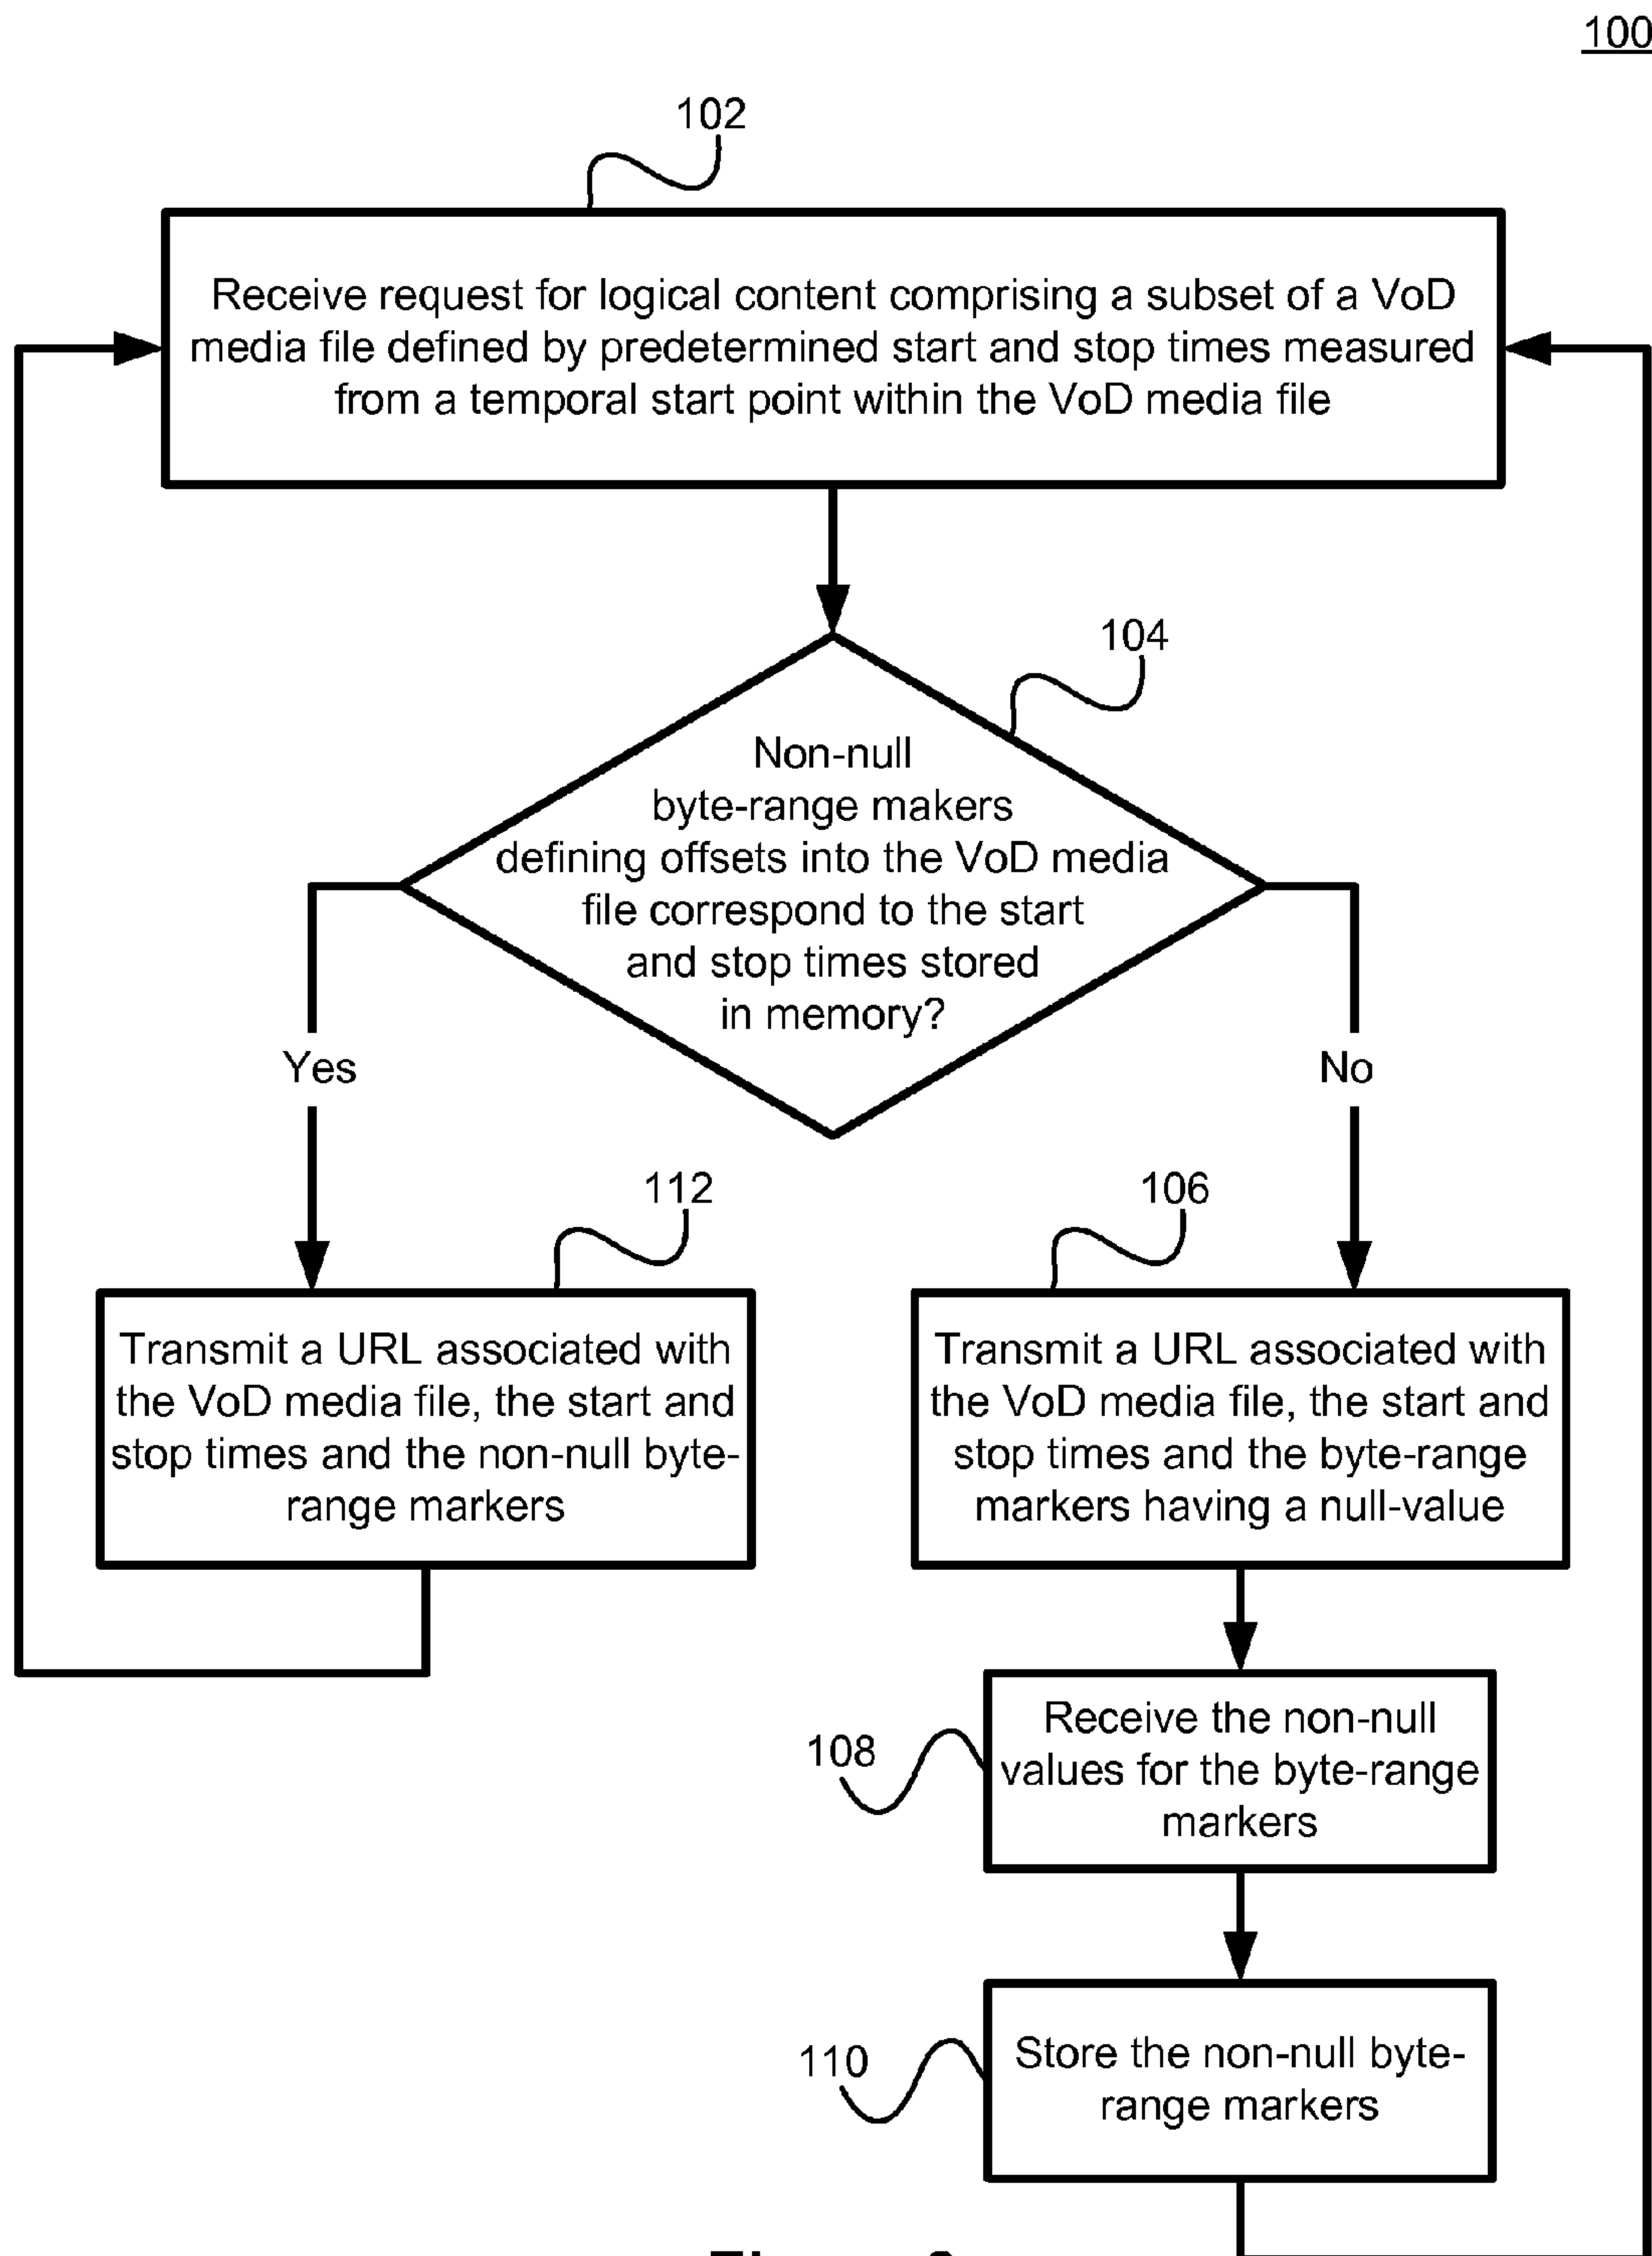 100
102
Receive request for logical content comprising a subset of a VoD
media file defined by predetermined start and stop times measured
from a temporal start point within the VoD media file
104
Non-null
byte-range makers
defining offsets into the VoD media
file correspond to the start
and stop times stored
in memory?
Yes
No
112
106
Transmit a URL associated with
the VoD media file, the start and
stop times and the non-null byte-
range markers
Transmit a URL associated with
the VoD media file, the start and
stop times and the byte-range
markers having a null-value
108
Receive the non-null
values for the byte-range
markers
110
Store the non-null byte-
range markers